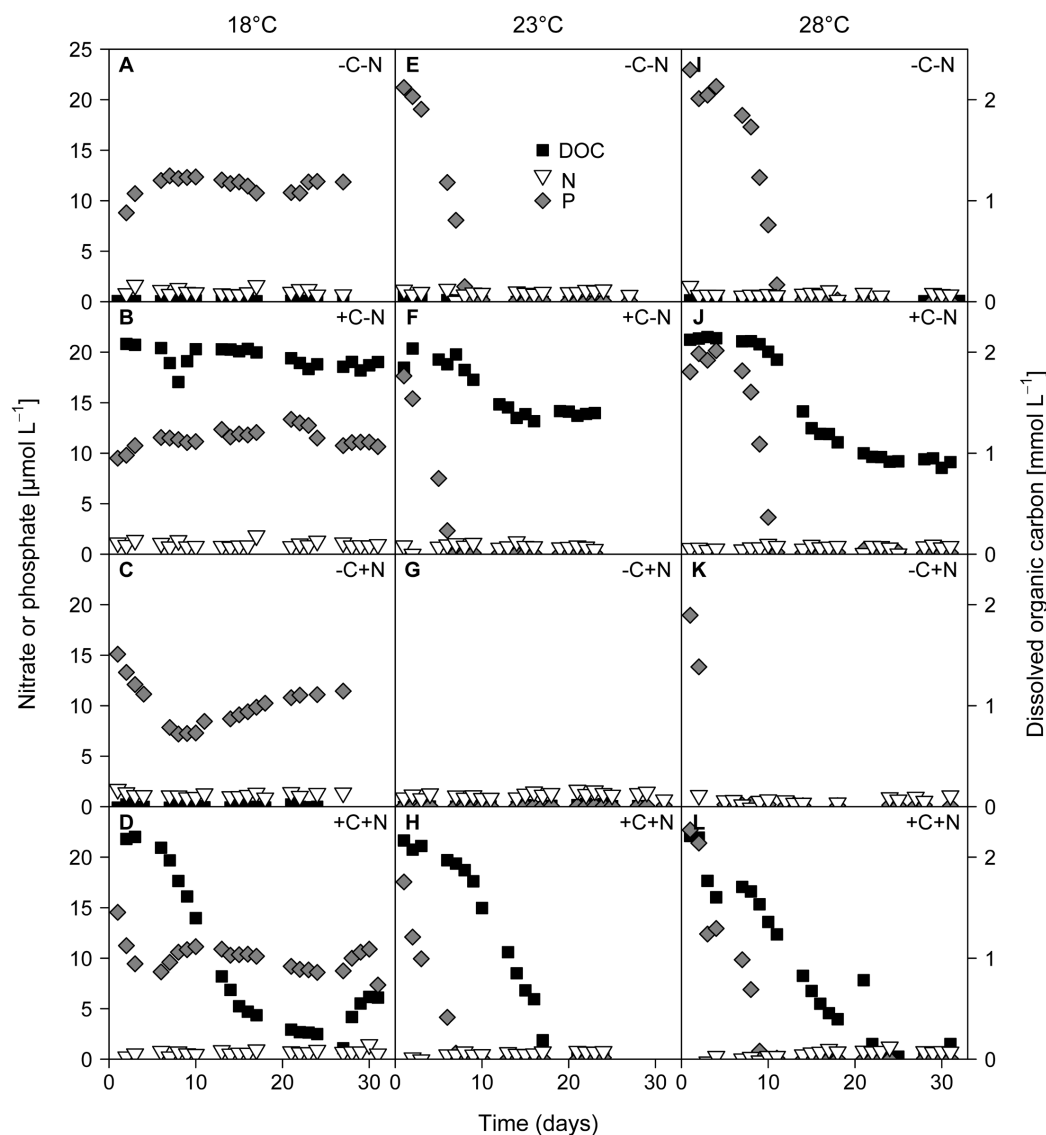 18°C 23°C 28°C
25 A -C-N E -C-N I -C-N
20 2
DOC
15 N
P
10 1
5
0 0
B +C-N F +C-N J +C-N
20 2
15
10 1
5
0 0
C -C+N G -C+N K -C+N
20 2
15
10 1
5
0 0
D +C+N H +C+N L +C+N
20 2
15
10 1
5
0 0
0 10 20 30 0 10 20 30 0 10 20 30
Time (days)
Nitrate or phosphate [µmol L⁻¹]
Dissolved organic carbon [mmol L⁻¹]